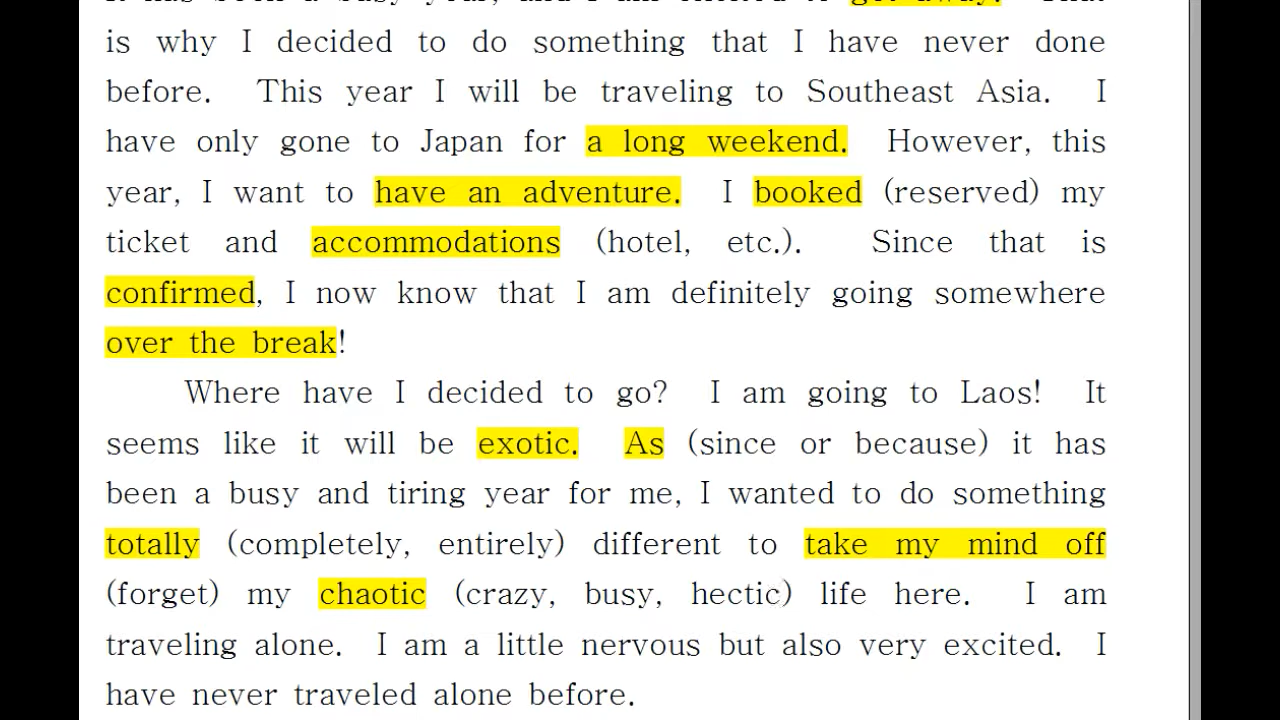 is why I decided to do something that I have never done
before. This year I will be traveling to Southeast Asia. I
have only gone to Japan for a long weekend. However, this
year, I want to have an adventure. I booked (reserved) my
ticket and accommodations (hotel, etc.). Since that is
confirmed, I now know that I am definitely going somewhere
over the break!
Where have I decided to go? I am going to Laos! It
seems like it will be exotic. As (since or because) it has
been a busy and tiring year for me, I wanted to do something
totally (completely, entirely) different to take my mind off
(forget) my chaotic (crazy, busy, hectic) life here. I am
traveling alone. I am a little nervous but also very excited. I
have never traveled alone before.